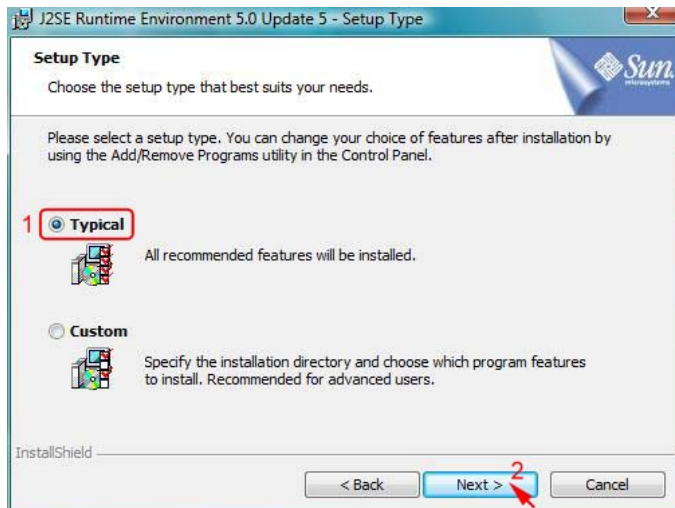 J2SE Runtime Environment 5.0 Update 5 - Setup Type
X
Setup Type
Choose the setup type that best suits your needs.
Sun
microsystems
Please select a setup type. You can change your choice of features after installation by
using the Add/Remove Programs utility in the Control Panel.
1 Typical
All recommended features will be installed.
Custom
Specify the installation directory and choose which program features
to install. Recommended for advanced users.
InstallShield
< Back
Next > 2
Cancel